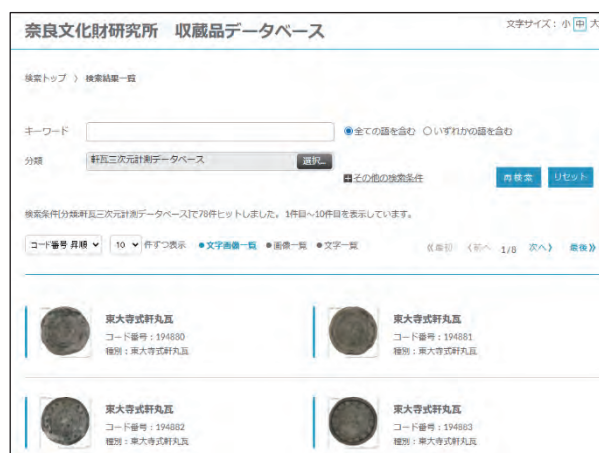 奈良文化財研究所　収蔵品データベース
文字サイズ： 小 中 大
検索トップ 〉 検索結果一覧
キーワード
全ての語を含む いずれかの語を含む
分類 軒瓦三次元計測データベース 選択...
その他の検索条件 再検索 リセット
検索条件[分類:軒瓦三次元計測データベース]で78件ヒットしました。 1件目～10件目を表示しています。
コード番号 昇順 10 件ずつ表示 ●文字画像一覧 ●画像一覧 ●文字一覧 《最初 〈前へ 1/8 次へ〉 最後》
東大寺式軒丸瓦
コード番号：194880
種別：東大寺式軒丸瓦
東大寺式軒丸瓦
コード番号：194881
種別：東大寺式軒丸瓦
東大寺式軒丸瓦
コード番号：194882
種別：東大寺式軒丸瓦
東大寺式軒丸瓦
コード番号：194883
種別：東大寺式軒丸瓦